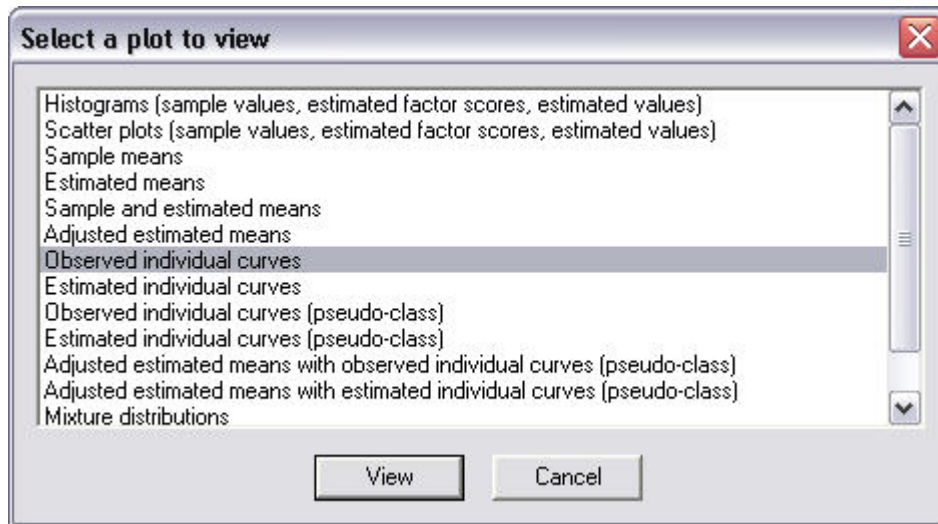 Select a plot to view
Histograms (sample values, estimated factor scores, estimated values)
Scatter plots (sample values, estimated factor scores, estimated values)
Sample means
Estimated means
Sample and estimated means
Adjusted estimated means
Observed individual curves
Estimated individual curves
Observed individual curves (pseudo-class)
Estimated individual curves (pseudo-class)
Adjusted estimated means with observed individual curves (pseudo-class)
Adjusted estimated means with estimated individual curves (pseudo-class)
Mixture distributions
View Cancel